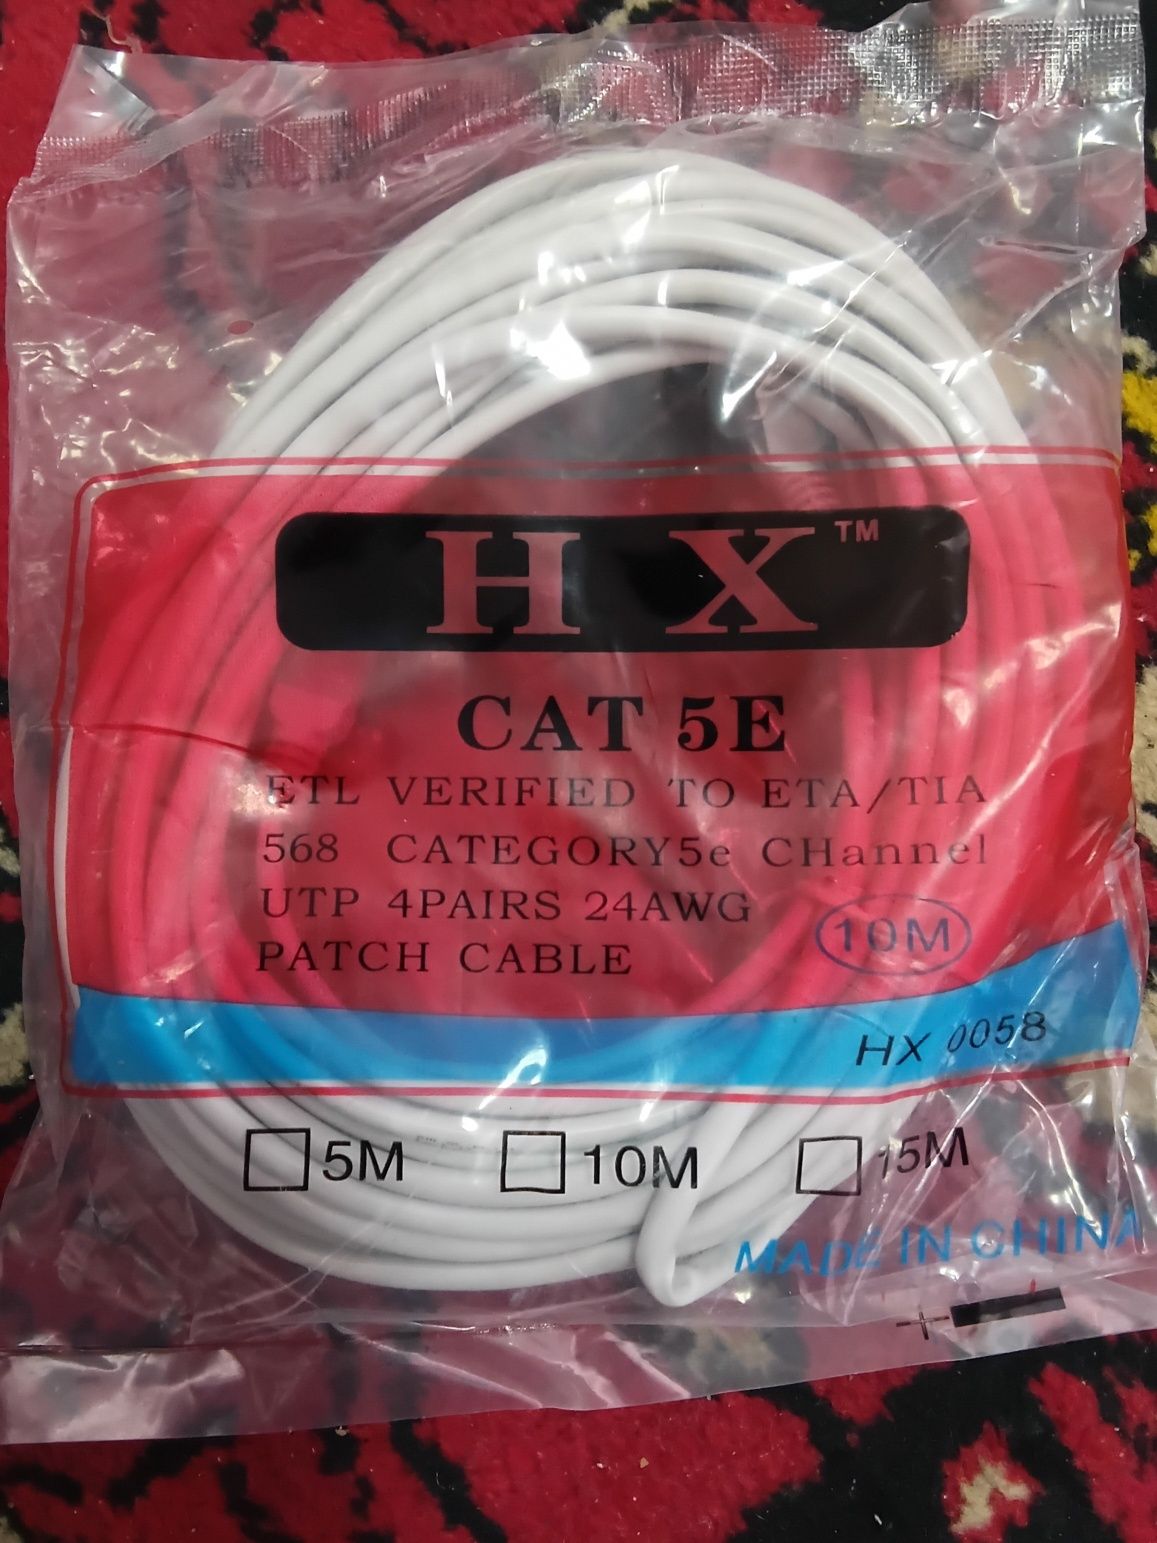 H X ™
CAT 5E
ETL VERIFIED TO ETA/TIA
568 CATEGORY5e CHannel
UTP 4PAIRS 24AWG
PATCH CABLE
10M
HX 0058
5M 10M 15M
MADE IN CHINA